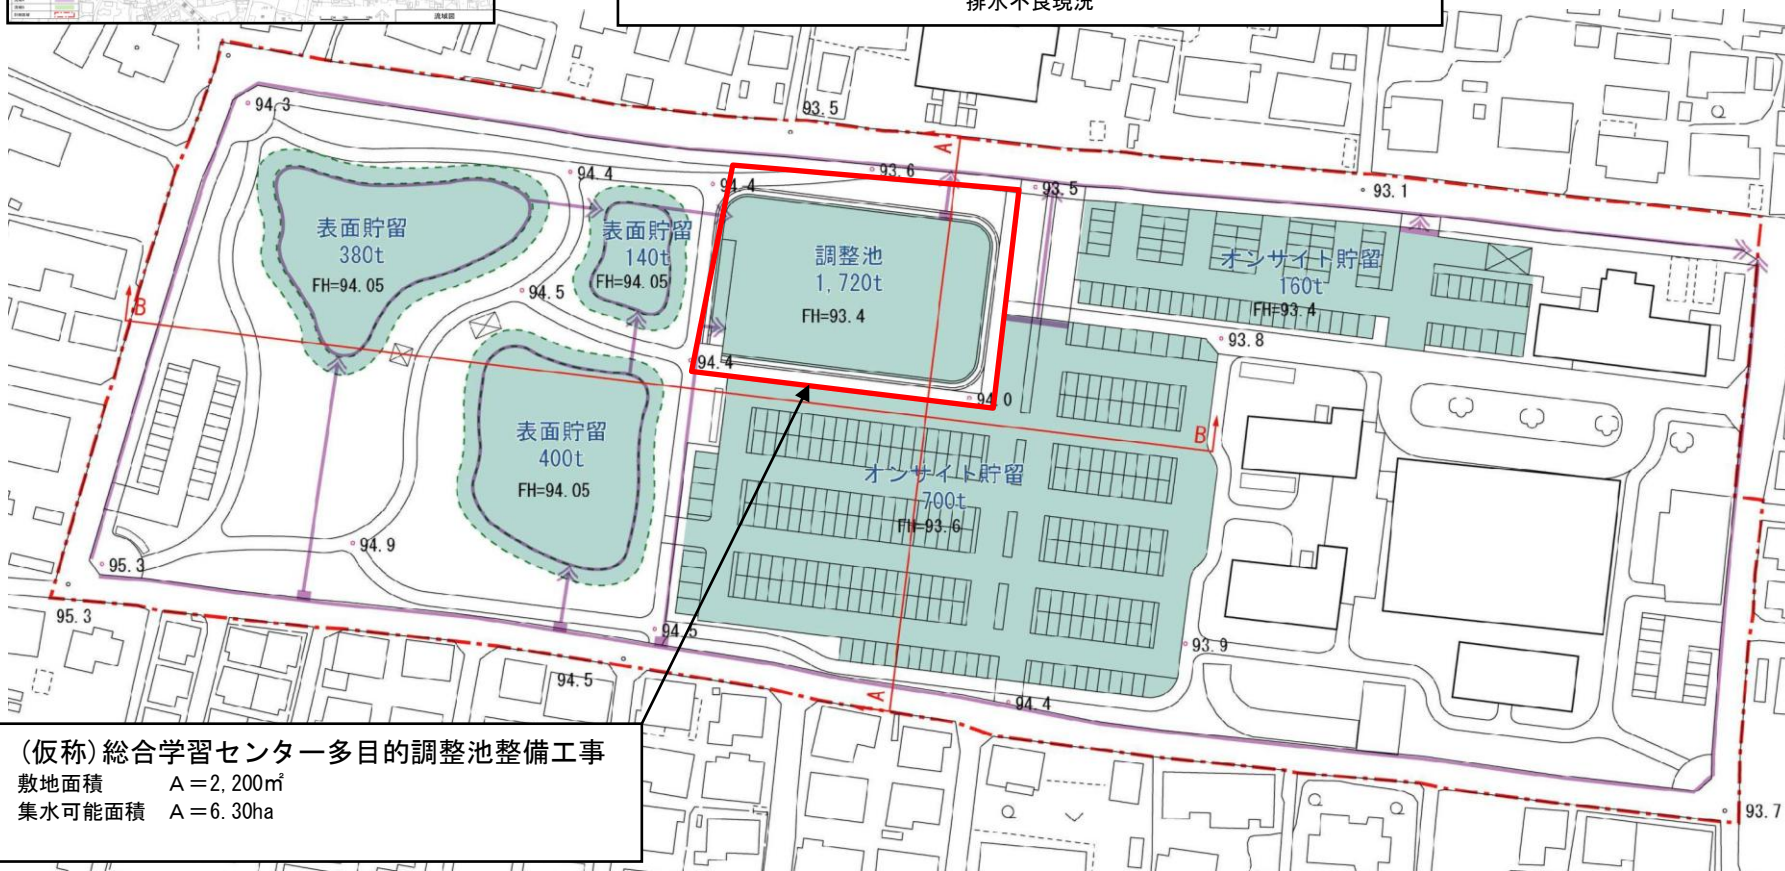 流域図
排水不良現況
94.3
93.5
94.4
94.4
93.6
A
93.5
93.1
表面貯留
380t
FH=94.05
表面貯留
140t
FH=94.05
調整池
1,720t
FH=93.4
オンサイト貯留
160t
FH=93.4
B
94.5
93.8
94.4
94.0
B
表面貯留
400t
FH=94.05
オンサイト貯留
700t
FH=93.6
94.9
95.3
95.3
94.5
94.5
93.9
A
94.4
93.7
(仮称)総合学習センター多目的調整池整備工事
敷地面積 A=2,200㎡
集水可能面積 A=6.30ha